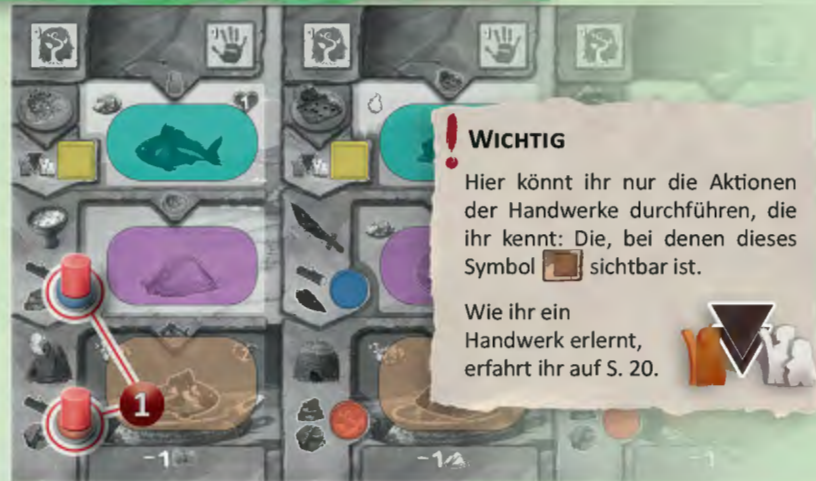 1
WICHTIG
Hier könnt ihr nur die Aktionen
der Handwerke durchführen, die
ihr kennt: Die, bei denen dieses
Symbol sichtbar ist.
Wie ihr ein
Handwerk erlernt,
erfahrt ihr auf S. 20.
1
-1
-1
-1